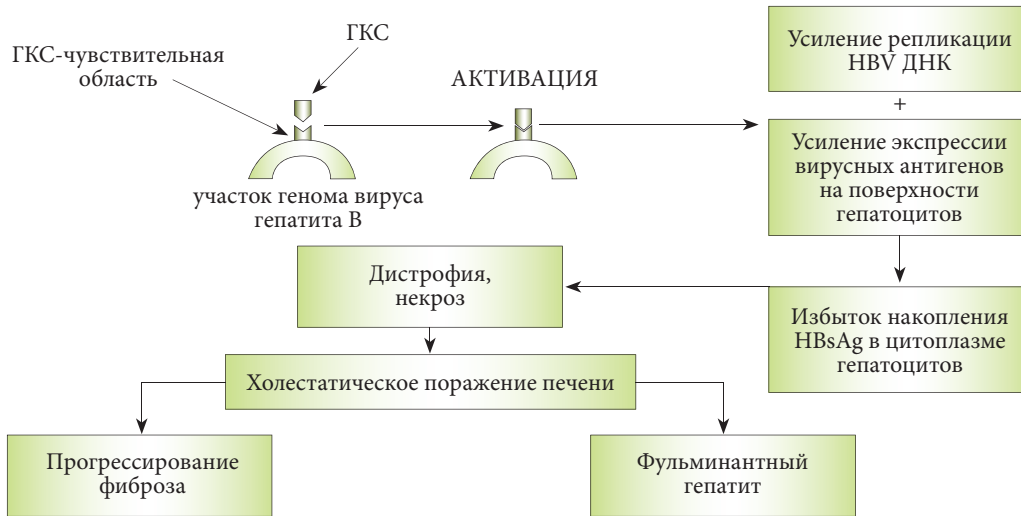 ГКС
ГКС-чувствительная
область
АКТИВАЦИЯ
участок генома вируса
гепатита В
Усиление репликации
HBV ДНК
+
Усиление экспрессии
вирусных антигенов
на поверхности
гепатоцитов
Избыток накопления
HBsAg в цитоплазме
гепатоцитов
Дистрофия,
некроз
Холестатическое поражение печени
Прогрессирование
фиброза
Фульминантный
гепатит